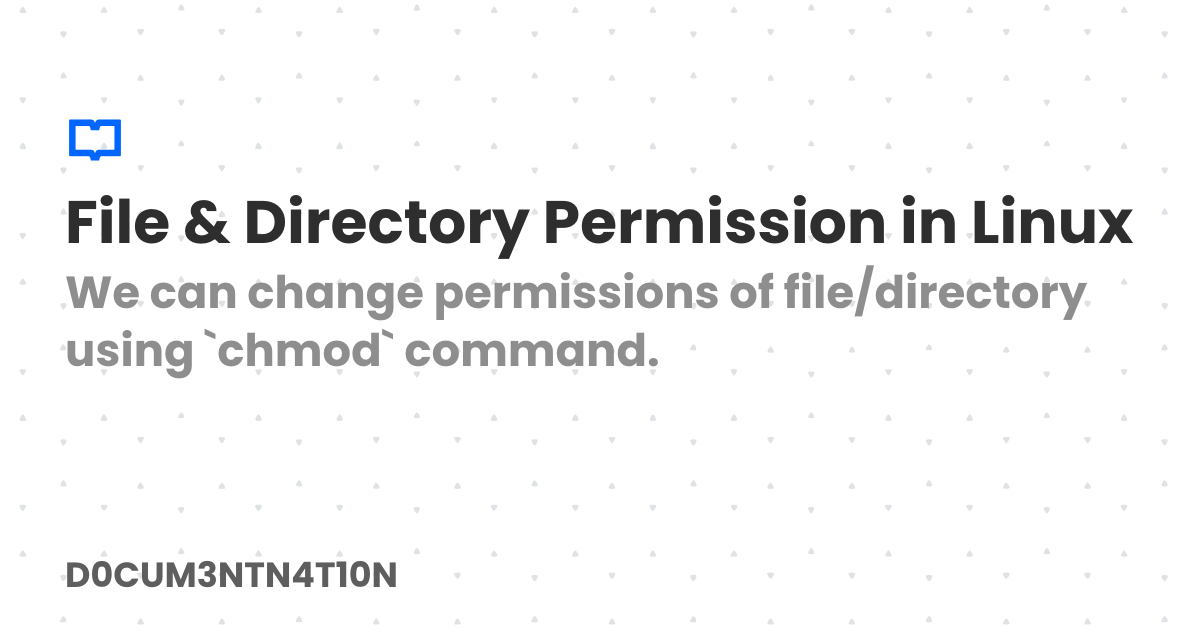 File & Directory Permission in Linux
We can change permissions of file/directory
using `chmod` command.
D0CUM3NTN4T10N